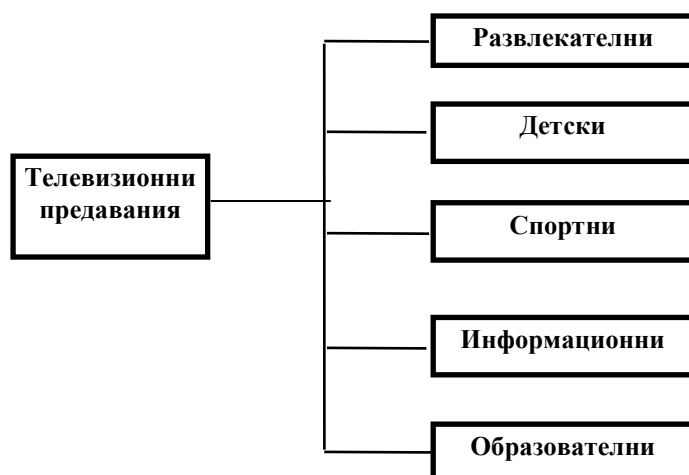 Развлекателни
Детски
Телевизионни
предавания
Спортни
Информационни
Образователни